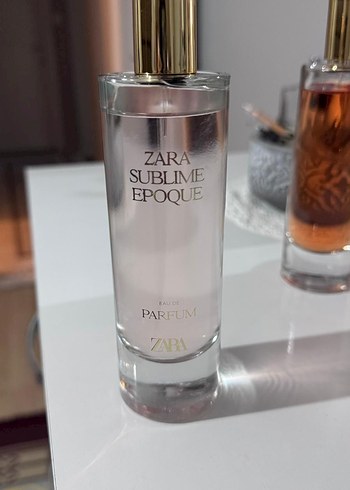 ZARA
SUBLIME
EPOQUE
EAU DE
PARFUM
ZARA